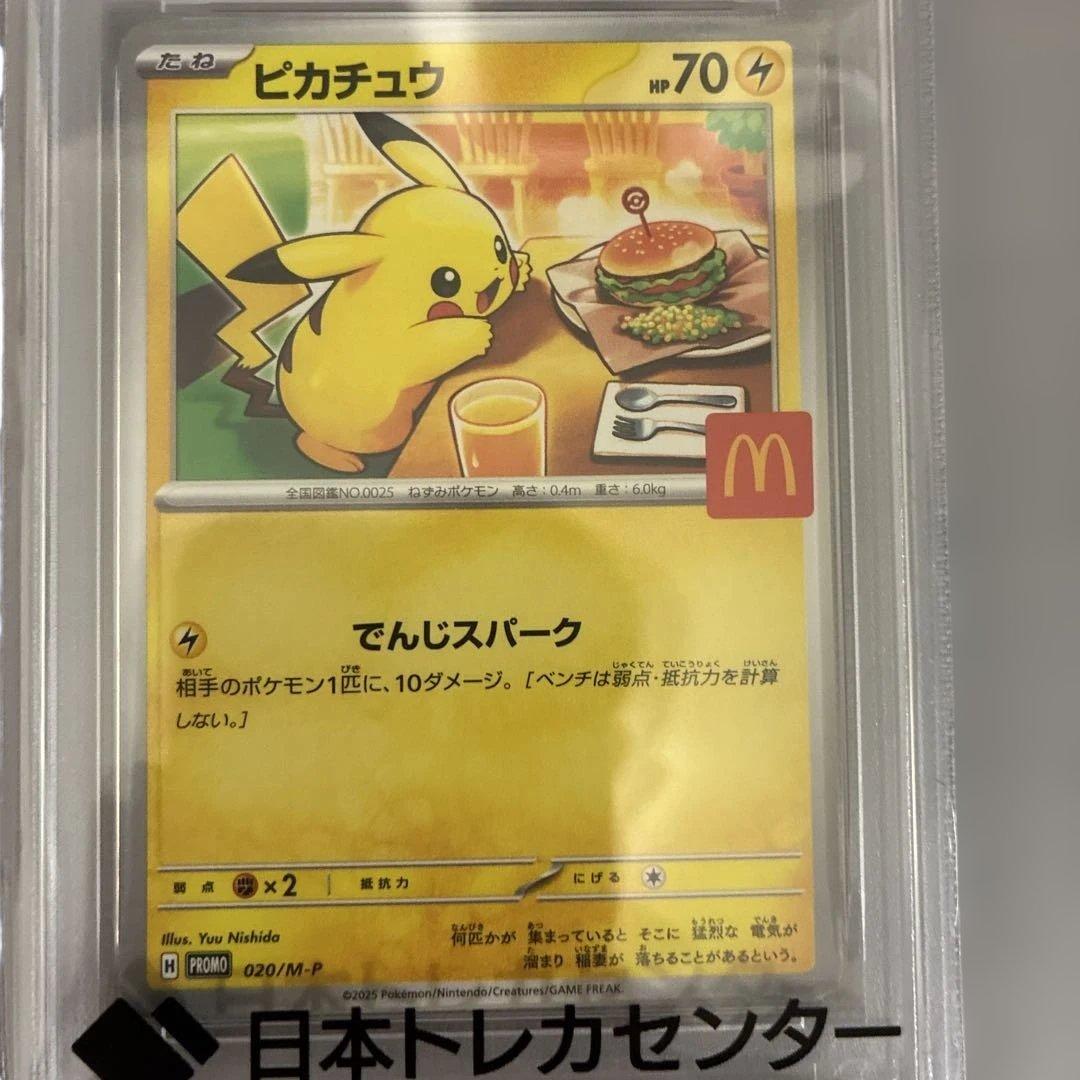 たね ピカチュウ HP70
全国図鑑NO.0025 ねずみポケモン 高さ:0.4m 重さ:6.0kg
でんじスパーク
相手のポケモン1匹に、10ダメージ。[ベンチは弱点・抵抗力を計算
しない。]
弱点 ×2 抵抗力 にげる
Illus. Yuu Nishida
何匹かが 集まっていると そこに 猛烈な 電気が
溜まり 稲妻が 落ちることがあるという。
H PROMO 020/M-P
©2025 Pokémon/Nintendo/Creatures/GAME FREAK.
日本トレカセンター